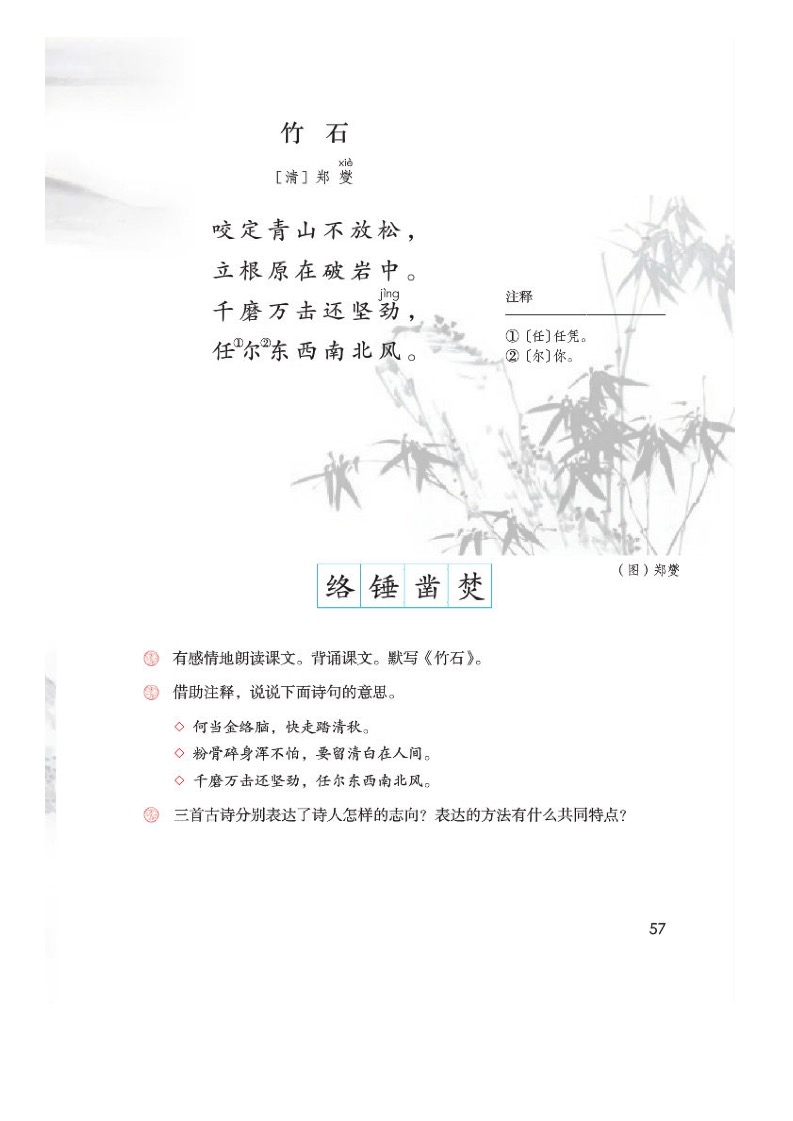 竹 石
xiè
[清]郑 燮
咬定青山不放松，
立根原在破岩中。
jìng
千磨万击还坚劲，
任①尔②东西南北风。
注释
①〔任〕任凭。
②〔尔〕你。
（图）郑燮
络 锤 凿 焚
有感情地朗读课文。背诵课文。默写《竹石》。
借助注释，说说下面诗句的意思。
◇ 何当金络脑，快走踏清秋。
◇ 粉骨碎身浑不怕，要留清白在人间。
◇ 千磨万击还坚劲，任尔东西南北风。
三首古诗分别表达了诗人怎样的志向？表达的方法有什么共同特点？
57